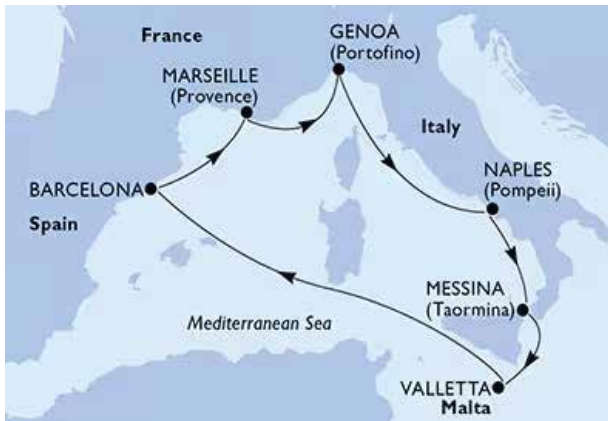 France
GENOA
(Portofino)
MARSEILLE
(Provence)
Italy
NAPLES
(Pompeii)
BARCELONA
Spain
MESSINA
(Taormina)
Mediterranean Sea
VALLETTA
Malta